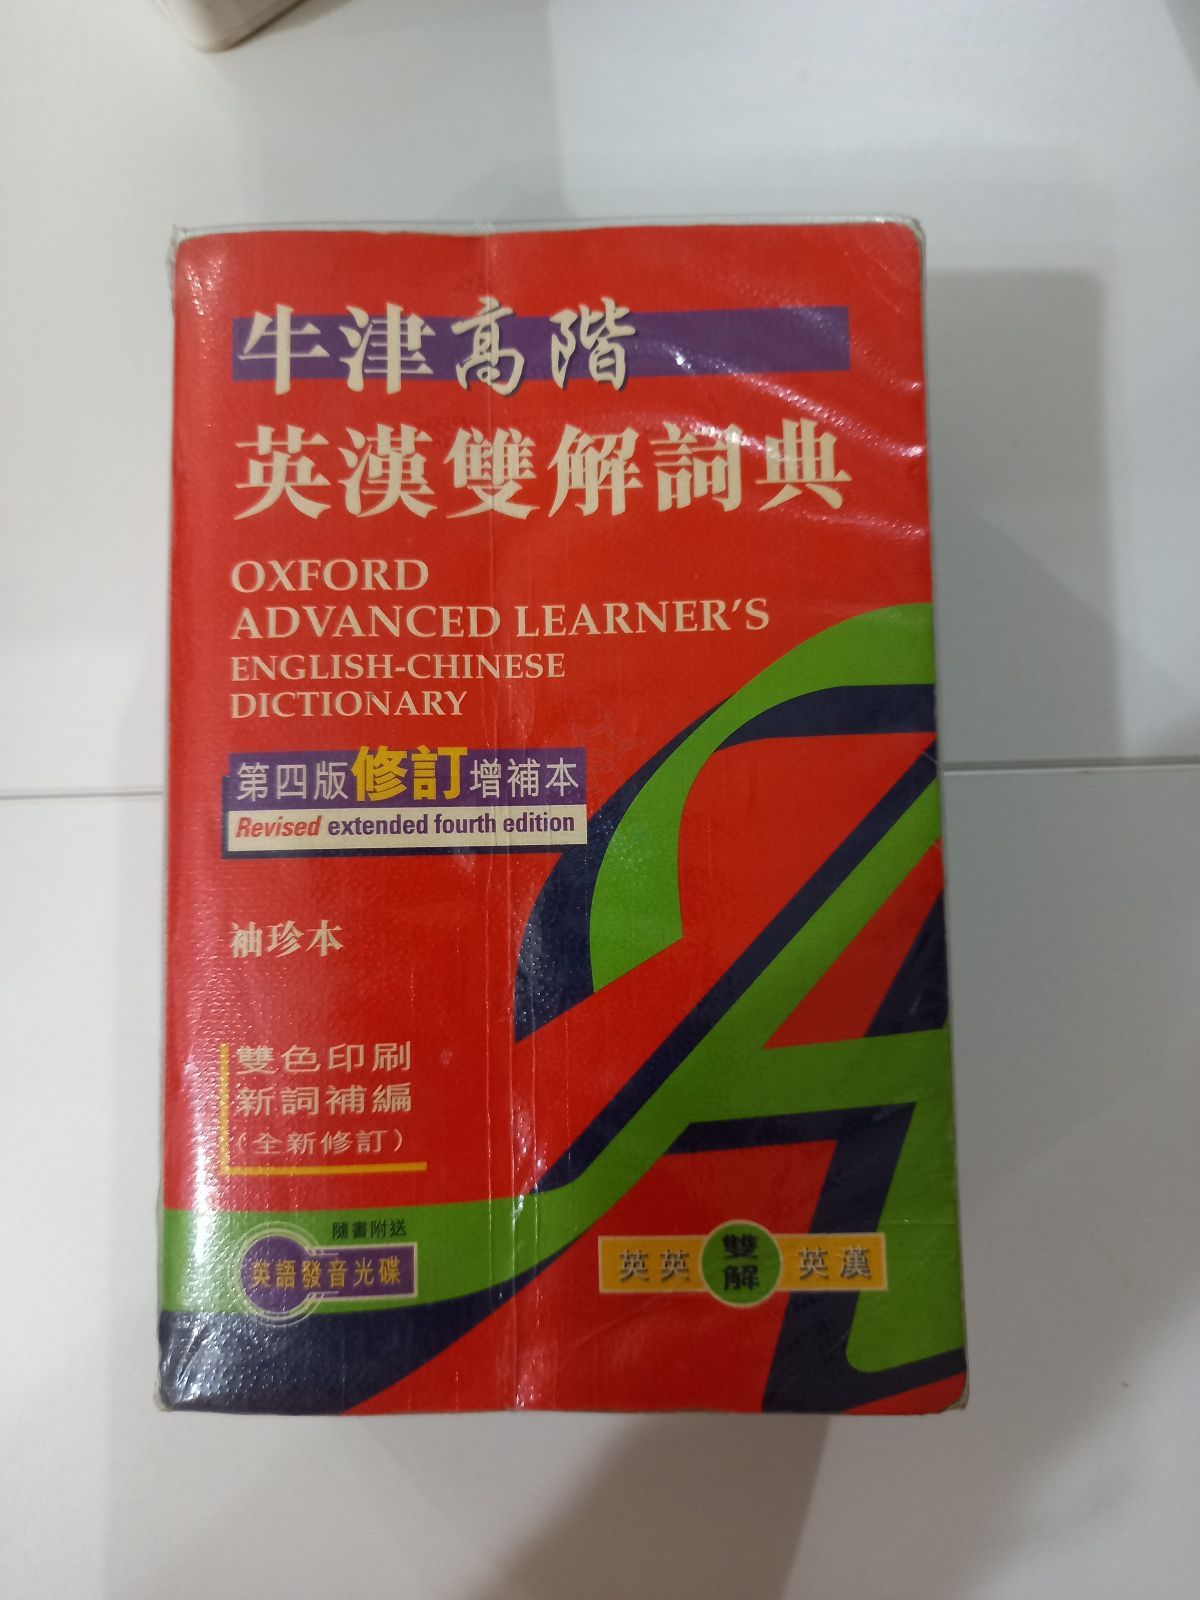 牛津高階
英漢雙解詞典
OXFORD
ADVANCED LEARNER'S
ENGLISH-CHINESE
DICTIONARY
第四版修訂增補本
Revised extended fourth edition
袖珍本
雙色印刷
新詞補編
(全新修訂)
隨書附送
英語發音光碟
英英 雙解 英漢